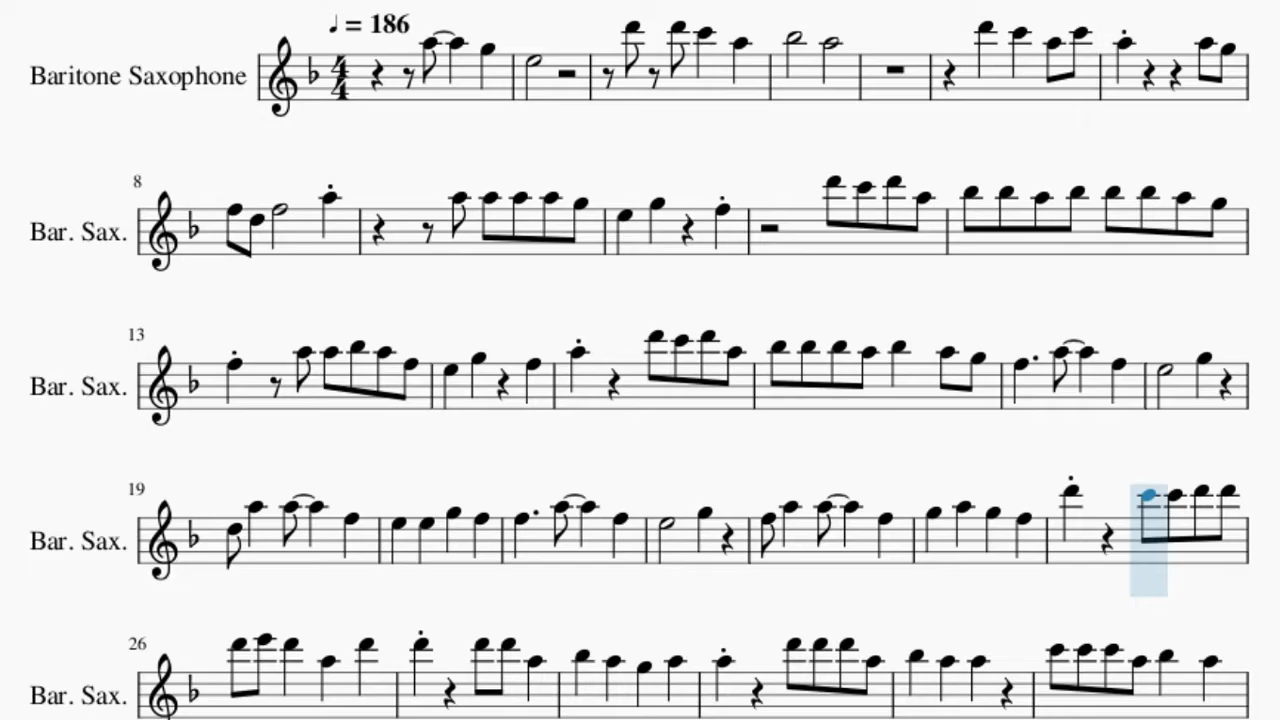 ♩ = 186
Baritone Saxophone
4
4
8
Bar. Sax.
13
Bar. Sax.
19
Bar. Sax.
26
Bar. Sax.